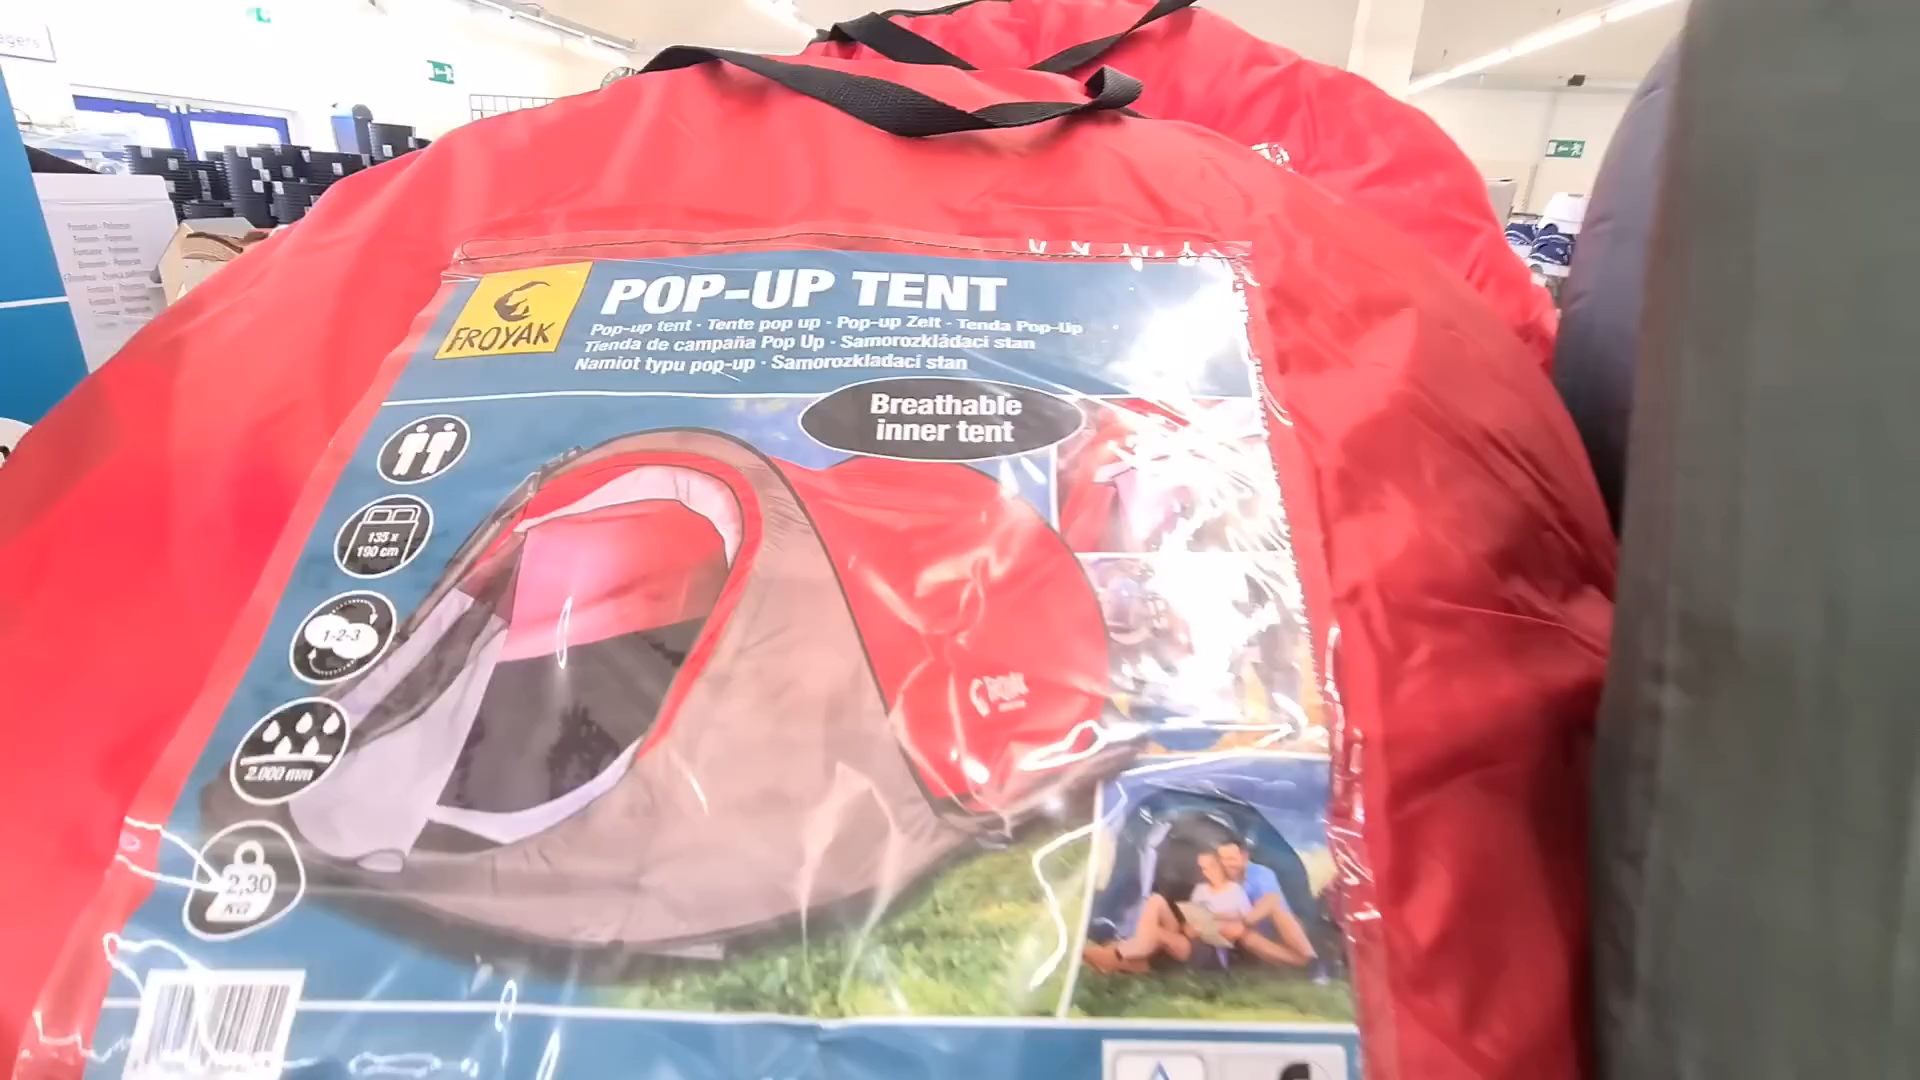 POP-UP TENT
FROYAK
Pop-up tent · Tente pop up · Pop-up Zelt · Tenda Pop-Up
Tienda de campaña Pop Up · Samorozkládací stan
Namiot typu pop-up · Samorozkladací stan
Breathable
inner tent
135 x
190 cm
1-2-3
2.000 mm
2,30
KG